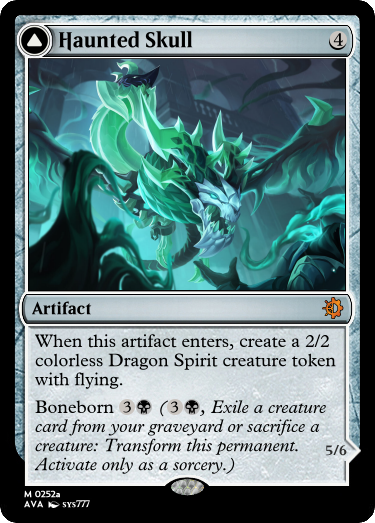 Haunted Skull 4
Artifact
When this artifact enters, create a 2/2
colorless Dragon Spirit creature token
with flying.
Boneborn 3 (3, Exile a creature
card from your graveyard or sacrifice a
creature: Transform this permanent.
Activate only as a sorcery.)
5/6
M 0252a
AVA sys777